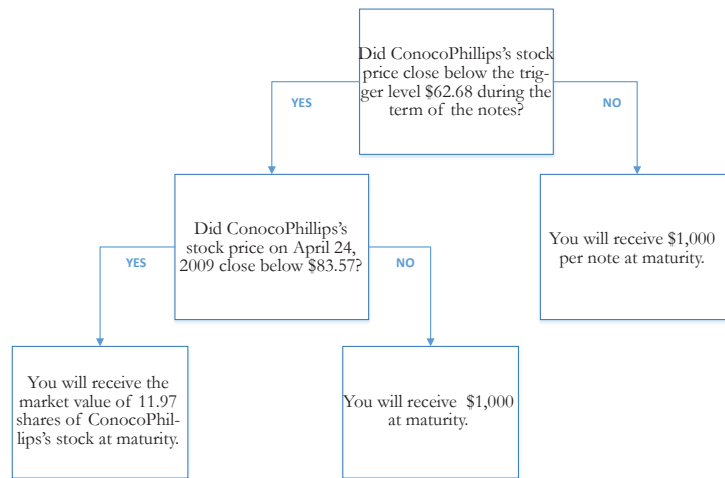 Did ConocoPhillips's stock
price close below the trig-
ger level $62.68 during the
term of the notes?
YES
NO
Did ConocoPhillips's
stock price on April 24,
2009 close below $83.57?
You will receive $1,000
per note at maturity.
YES
NO
You will receive the
market value of 11.97
shares of ConocoPhil-
lips's stock at maturity.
You will receive  $1,000
at maturity.